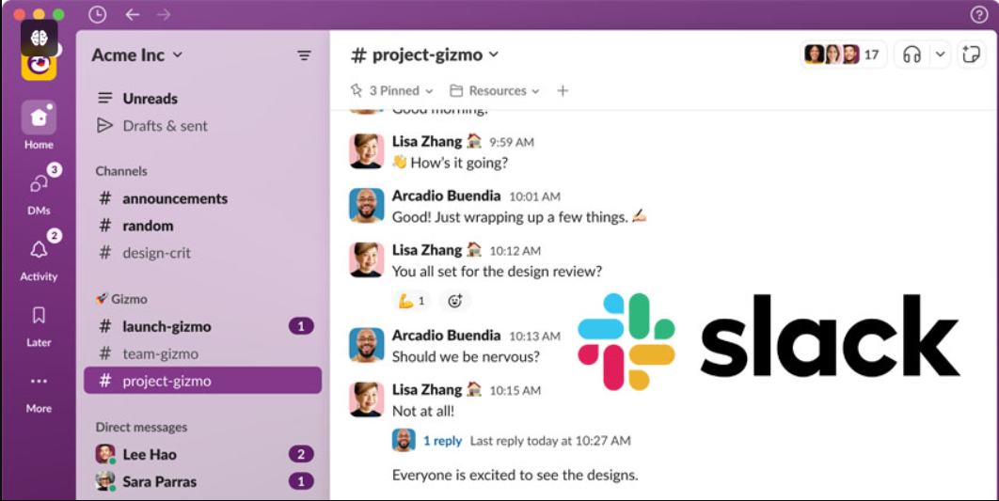 Acme Inc
# project-gizmo
17
3 Pinned
Resources
+
Unreads
Drafts & sent
Home
3
DMs
2
Activity
Later
More
Channels
# announcements
# random
# design-crit
Gizmo
# launch-gizmo 1
# team-gizmo
# project-gizmo
Direct messages
Lee Hao 2
Sara Parras 1
Good morning!
Lisa Zhang 9:59 AM
How's it going?
Arcadio Buendia 10:01 AM
Good! Just wrapping up a few things.
Lisa Zhang 10:12 AM
You all set for the design review?
1
Arcadio Buendia 10:13 AM
Should we be nervous?
Lisa Zhang 10:15 AM
Not at all!
1 reply Last reply today at 10:27 AM
Everyone is excited to see the designs.
slack